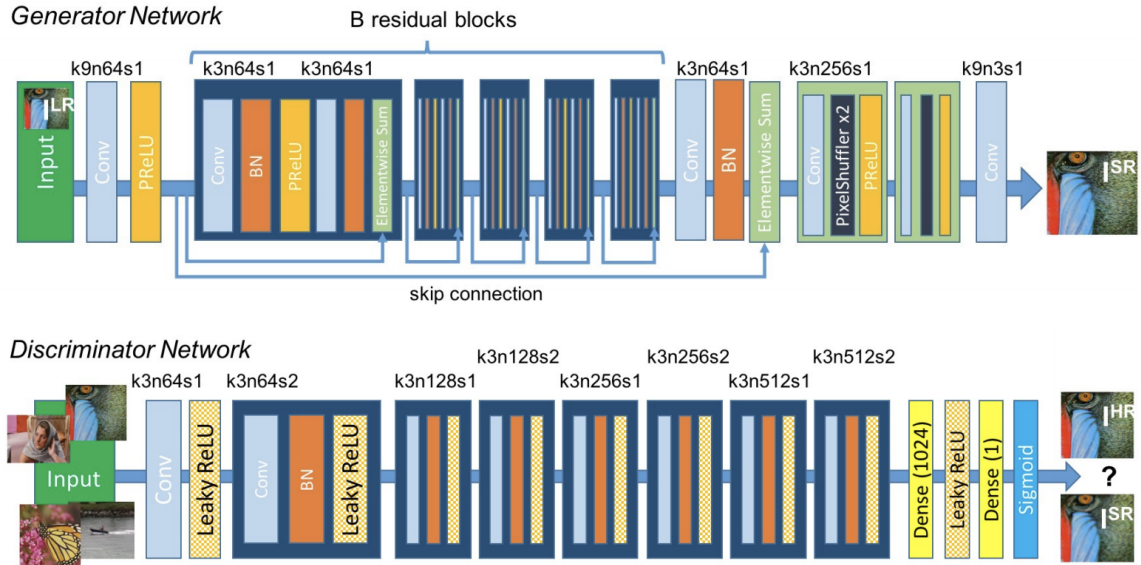 Generator Network
B residual blocks
k9n64s1
k3n64s1 k3n64s1
k3n64s1
k3n256s1
k9n3s1
Input
I LR
Conv
PReLU
Conv
BN
PReLU
Elementwise Sum
Conv
BN
Elementwise Sum
Conv
PixelShuffler x2
PReLU
Conv
I SR
skip connection
Discriminator Network
k3n64s1
k3n64s2
k3n128s1
k3n128s2
k3n256s1
k3n256s2
k3n512s1
k3n512s2
Input
Conv
Leaky ReLU
Conv
BN
Leaky ReLU
Dense (1024)
Leaky ReLU
Dense (1)
Sigmoid
I HR
?
I SR